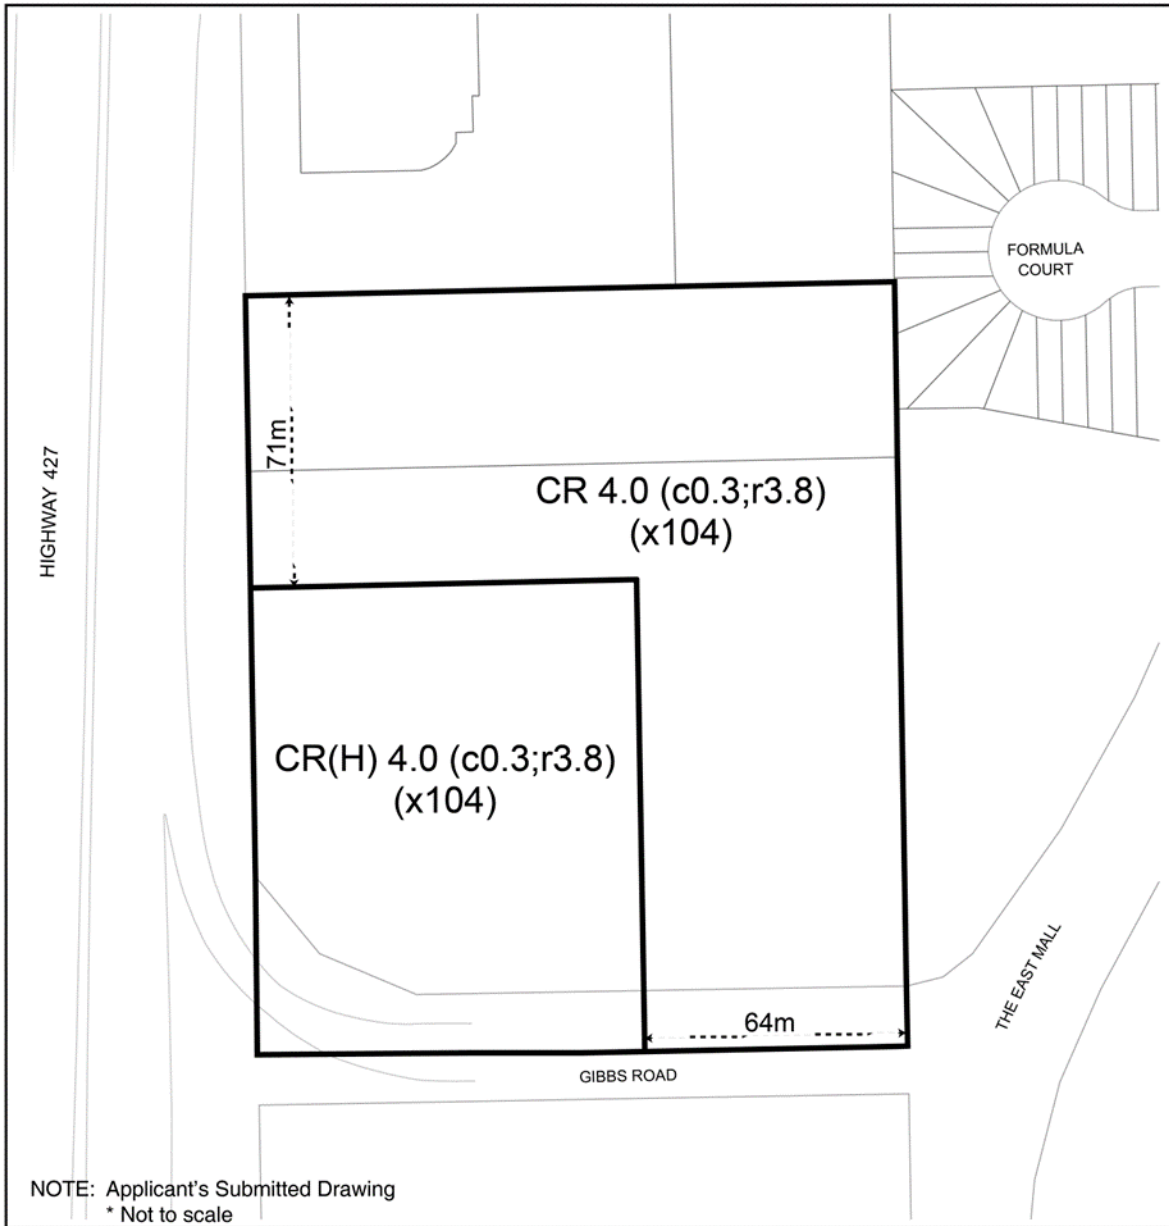 FORMULA
COURT
71m
HIGHWAY 427
CR 4.0 (c0.3;r3.8)
(x104)
CR(H) 4.0 (c0.3;r3.8)
(x104)
64m
THE EAST MALL
GIBBS ROAD
NOTE: Applicant's Submitted Drawing
* Not to scale